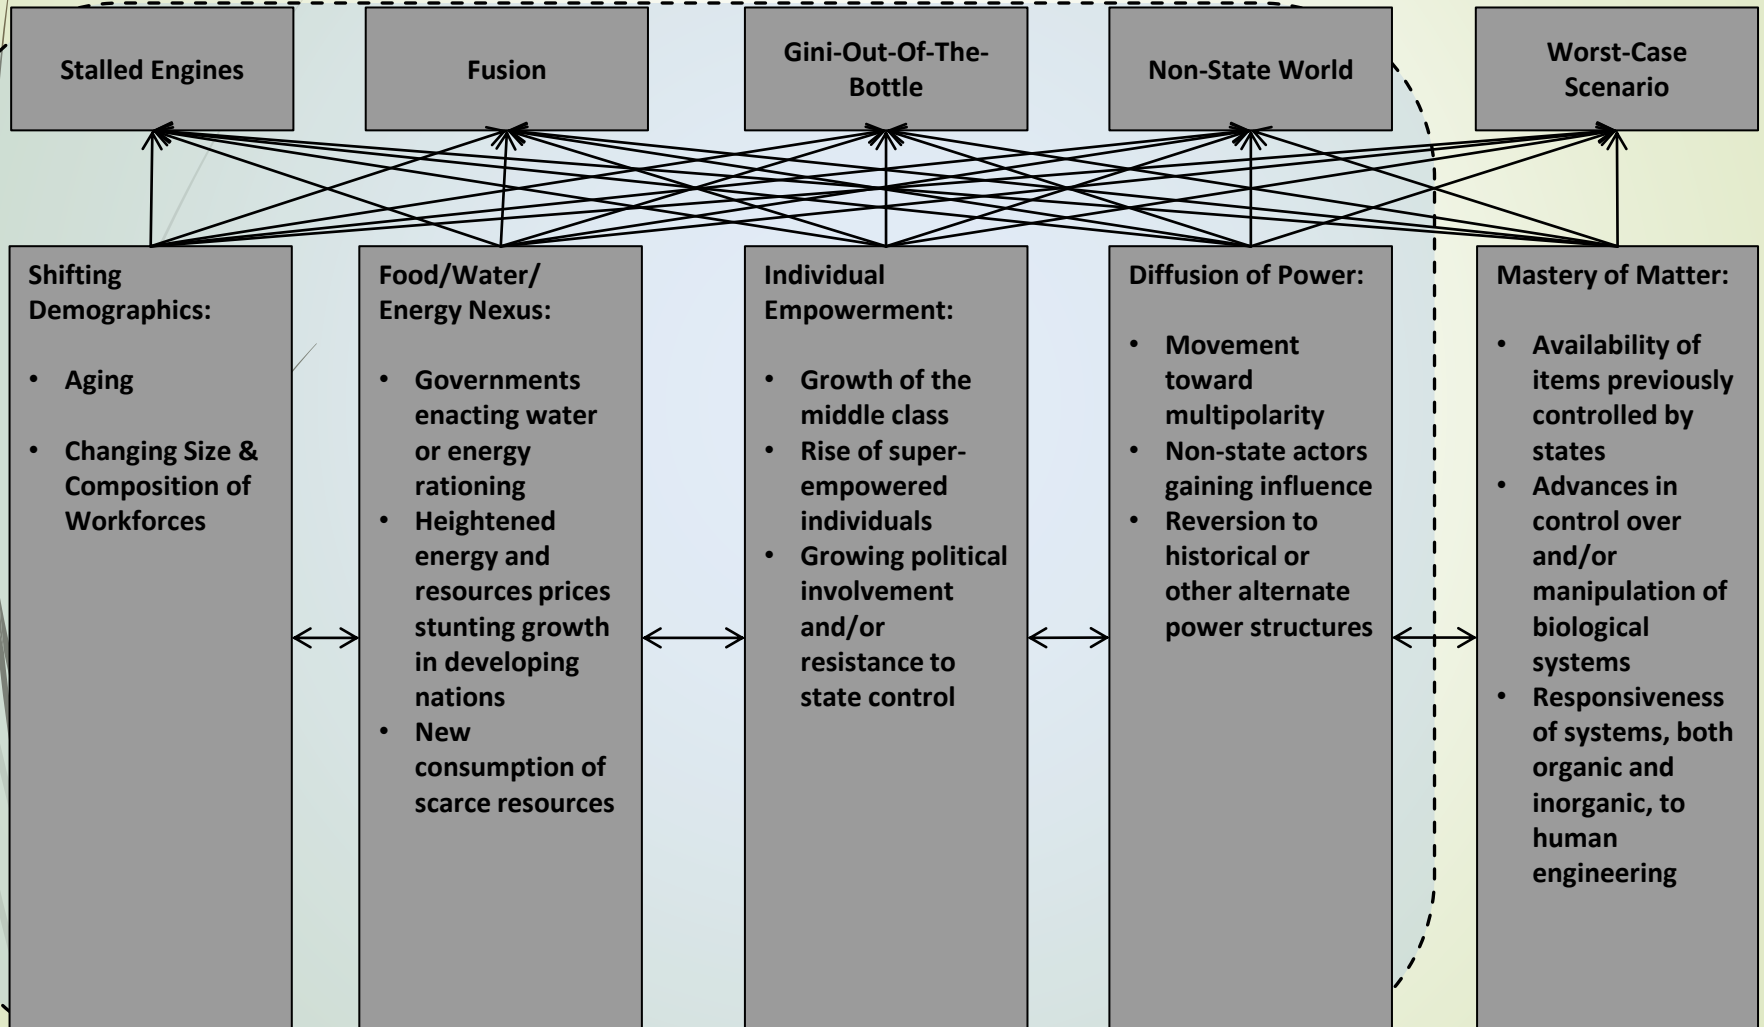 Stalled Engines
Fusion
Gini-Out-Of-The-
Bottle
Non-State World
Worst-Case
Scenario
Shifting
Demographics:
• Aging
• Changing Size &
Composition of
Workforces
Food/Water/
Energy Nexus:
• Governments
enacting water
or energy
rationing
• Heightened
energy and
resources prices
stunting growth
in developing
nations
• New
consumption of
scarce resources
Individual
Empowerment:
• Growth of the
middle class
• Rise of super-
empowered
individuals
• Growing political
involvement
and/or
resistance to
state control
Diffusion of Power:
• Movement
toward
multipolarity
• Non-state actors
gaining influence
• Reversion to
historical or
other alternate
power structures
Mastery of Matter:
• Availability of
items previously
controlled by
states
• Advances in
control over
and/or
manipulation of
biological
systems
• Responsiveness
of systems, both
organic and
inorganic, to
human
engineering